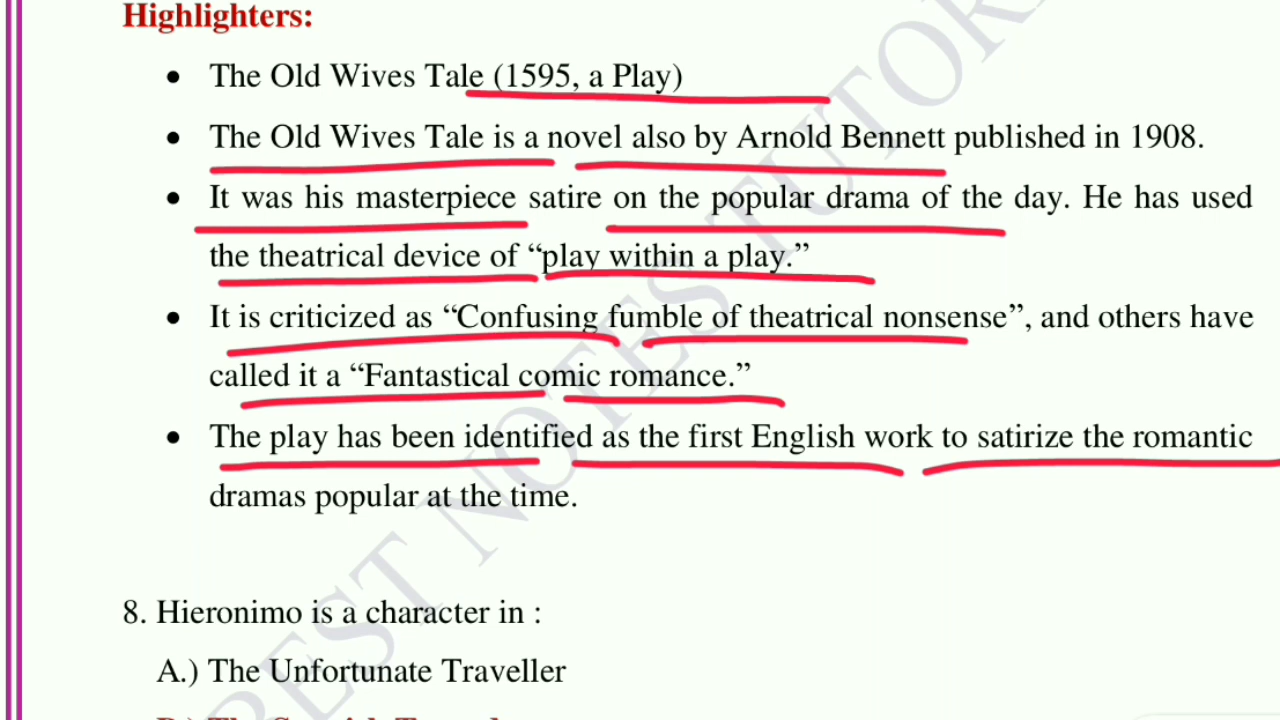 Highlighters:
• The Old Wives Tale (1595, a Play)
• The Old Wives Tale is a novel also by Arnold Bennett published in 1908.
• It was his masterpiece satire on the popular drama of the day. He has used
the theatrical device of “play within a play.”
• It is criticized as “Confusing fumble of theatrical nonsense”, and others have
called it a “Fantastical comic romance.”
• The play has been identified as the first English work to satirize the romantic
dramas popular at the time.
8. Hieronimo is a character in :
A.) The Unfortunate Traveller
BEST NOTES TUTOR